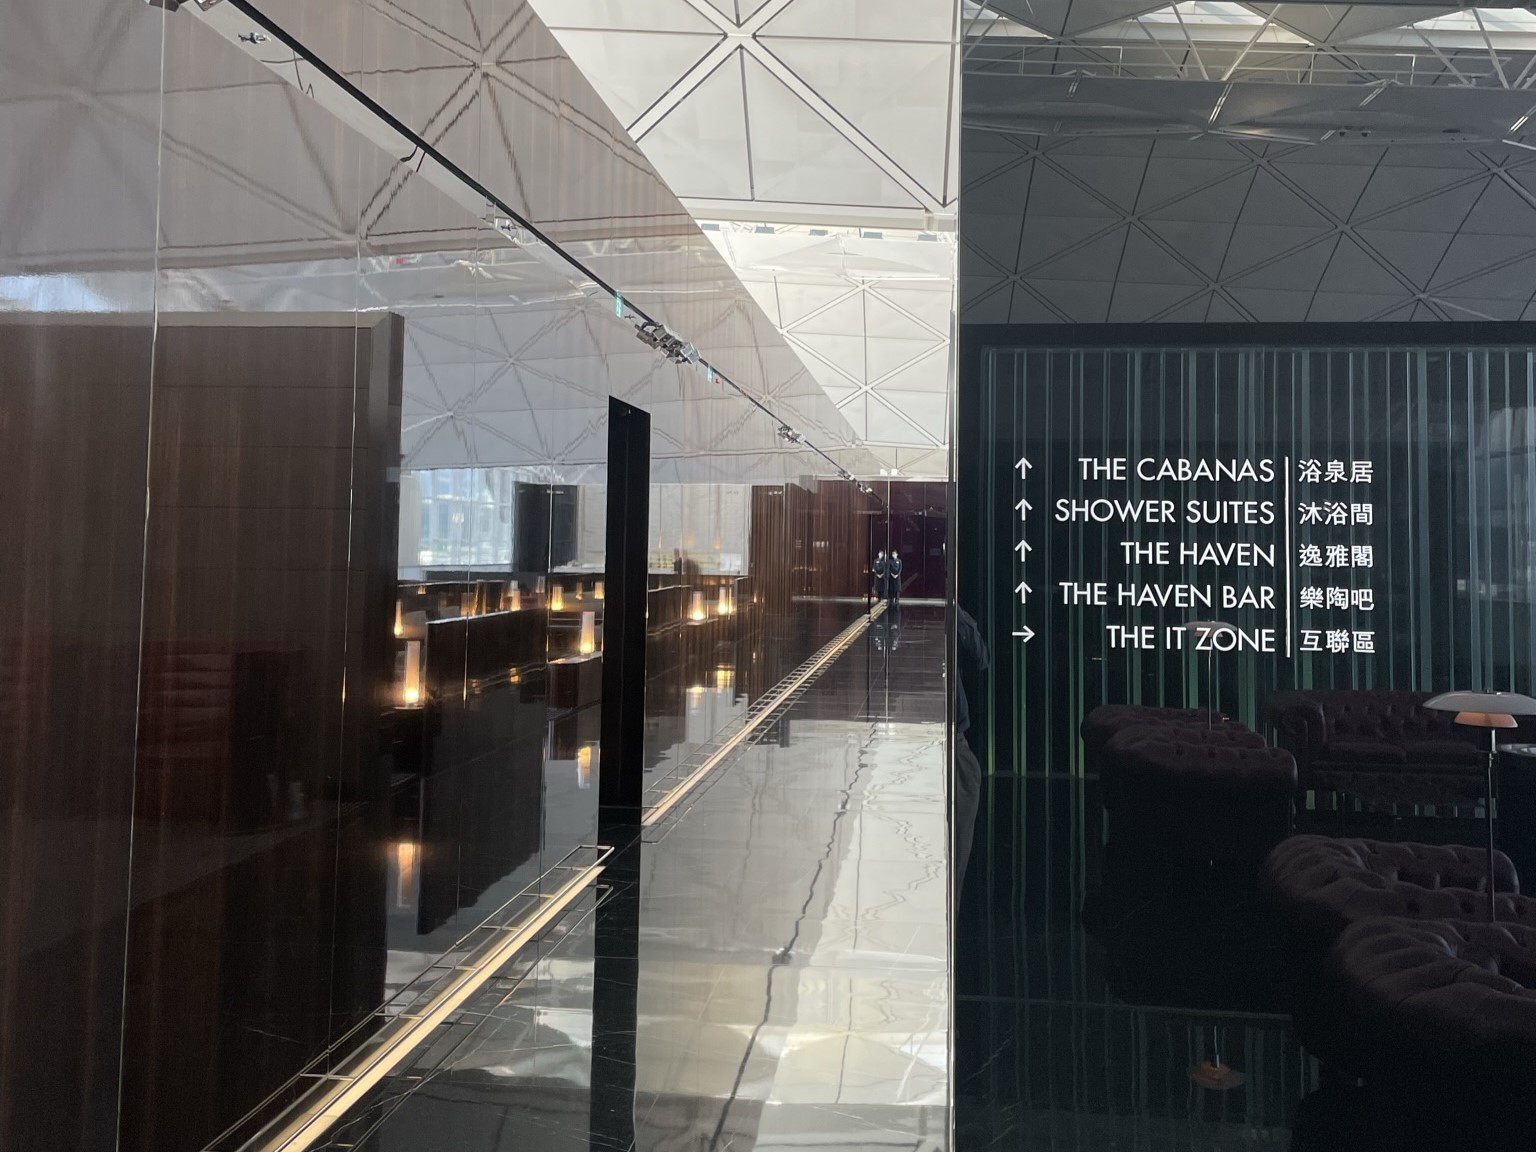 ↑ THE CABANAS | 浴泉居
↑ SHOWER SUITES | 沐浴間
↑ THE HAVEN | 逸雅閣
↑ THE HAVEN BAR | 樂陶吧
→ THE IT ZONE | 互聯區